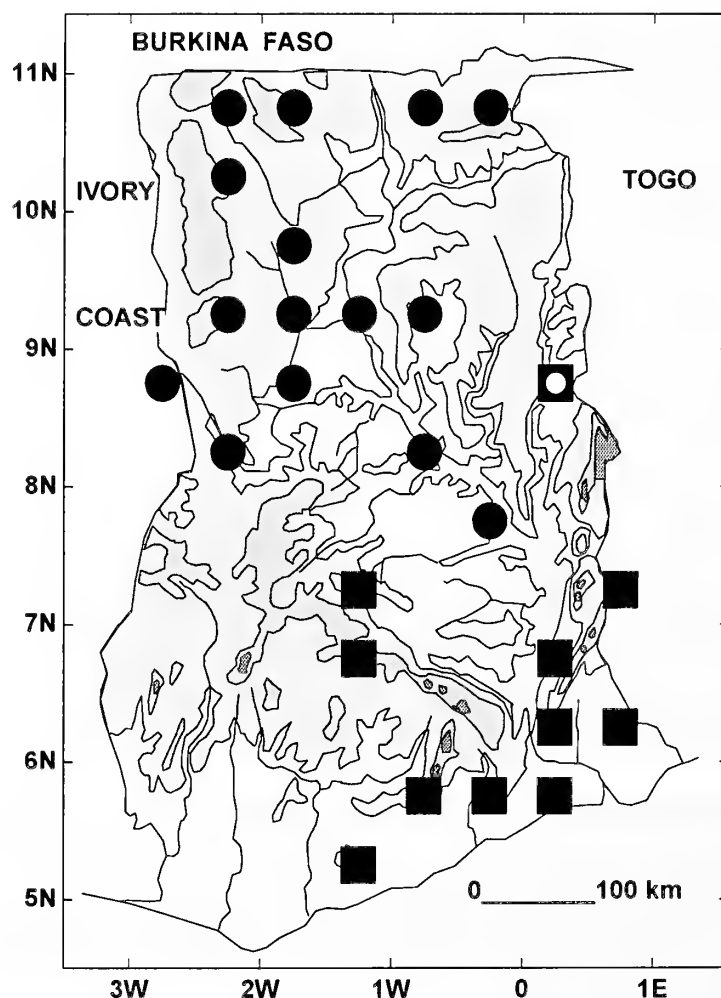 BURKINA FASO
11N
IVORY
TOGO
10N
COAST
9N
8N
7N
6N
5N
0 100 km
3W 2W 1W 0 1E